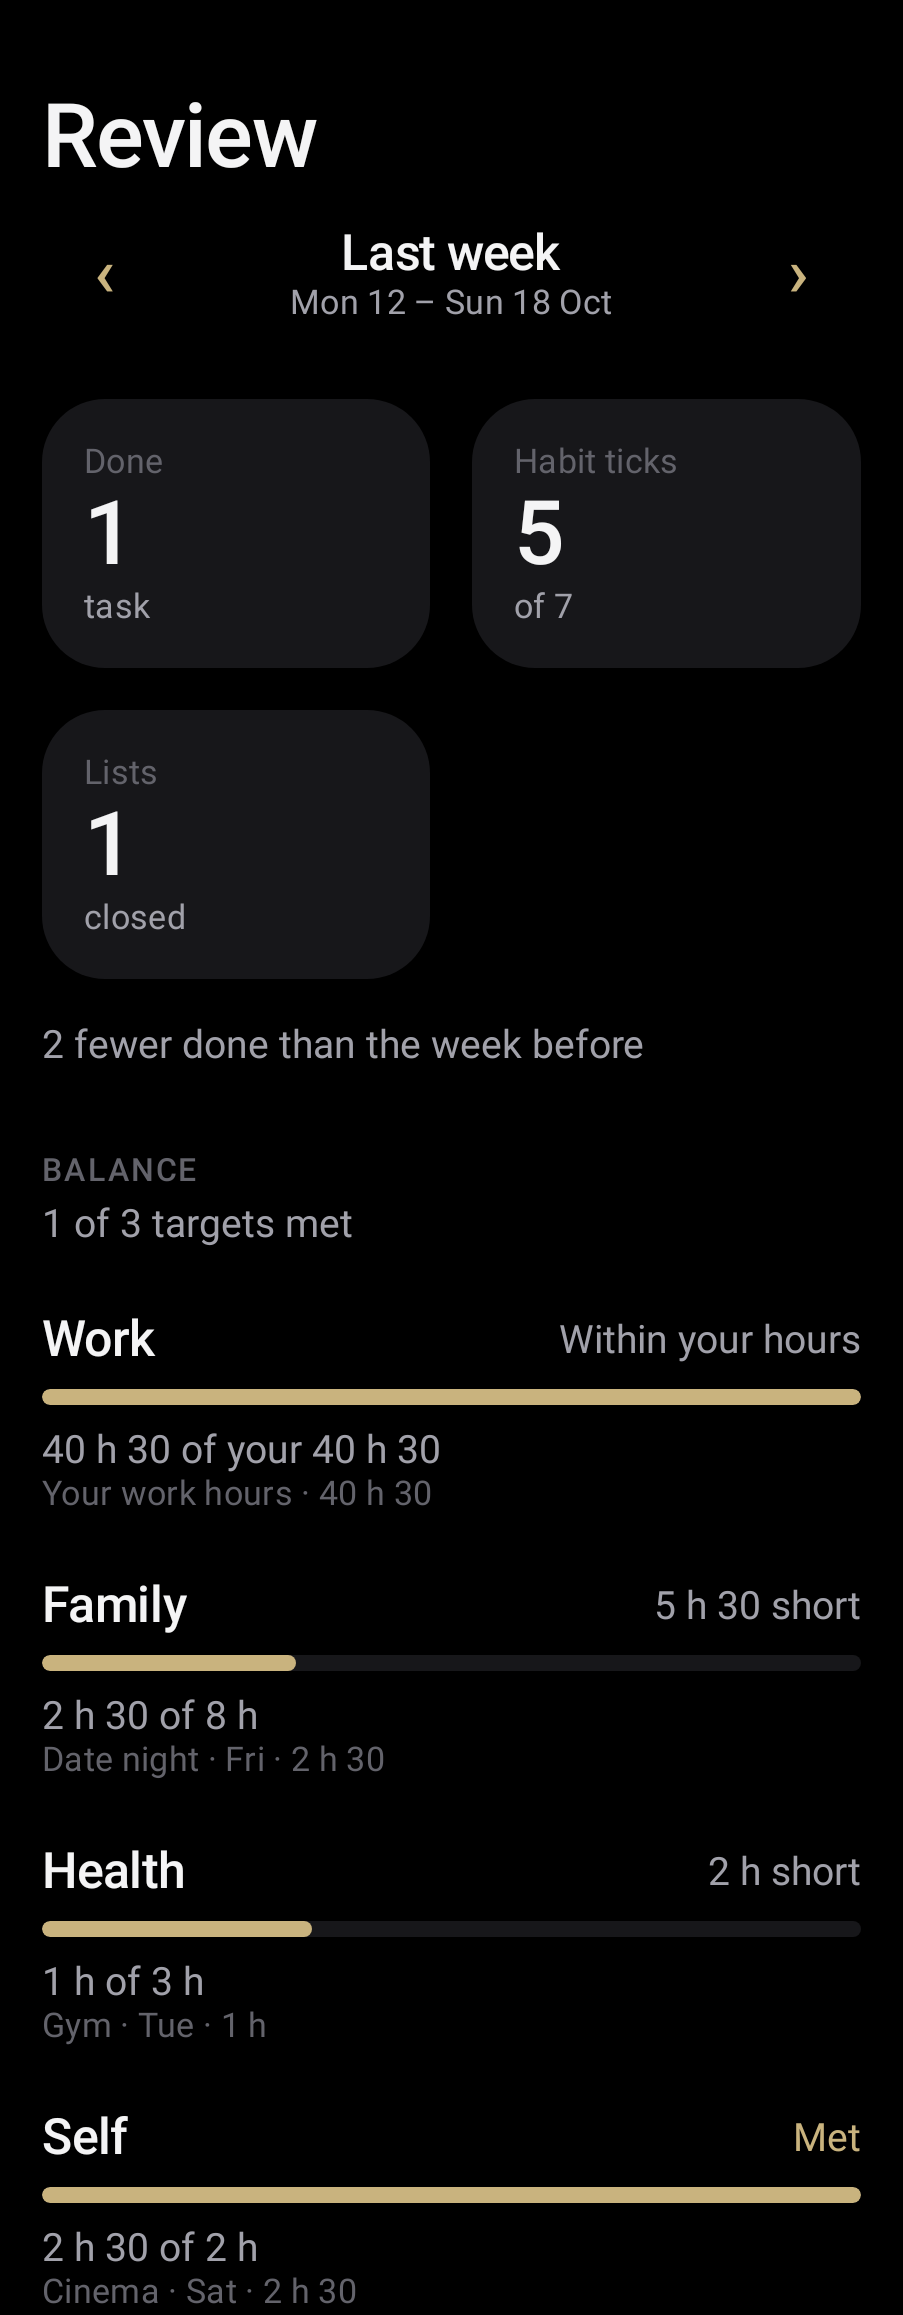 Review
‹ Last week ›
Mon 12 – Sun 18 Oct
Done
1
task
Habit ticks
5
of 7
Lists
1
closed
2 fewer done than the week before
BALANCE
1 of 3 targets met
Work Within your hours
40 h 30 of your 40 h 30
Your work hours · 40 h 30
Family 5 h 30 short
2 h 30 of 8 h
Date night · Fri · 2 h 30
Health 2 h short
1 h of 3 h
Gym · Tue · 1 h
Self Met
2 h 30 of 2 h
Cinema · Sat · 2 h 30